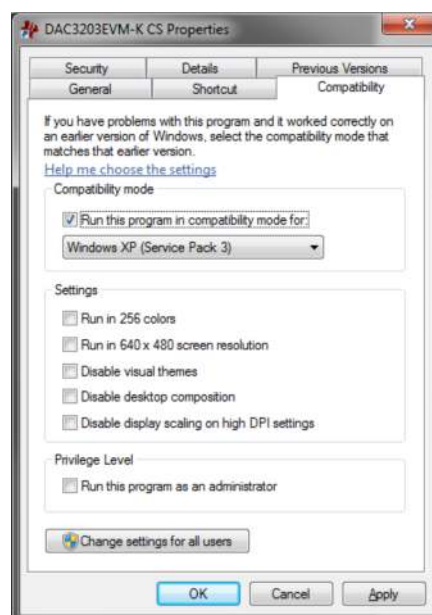 DAC3203EVM-K CS Properties
Security Details Previous Versions
General Shortcut Compatibility
If you have problems with this program and it worked correctly on
an earlier version of Windows, select the compatibility mode that
matches that earlier version.
Help me choose the settings
Compatibility mode
Run this program in compatibility mode for:
Windows XP (Service Pack 3)
Settings
Run in 256 colors
Run in 640 x 480 screen resolution
Disable visual themes
Disable desktop composition
Disable display scaling on high DPI settings
Privilege Level
Run this program as an administrator
Change settings for all users
OK Cancel Apply